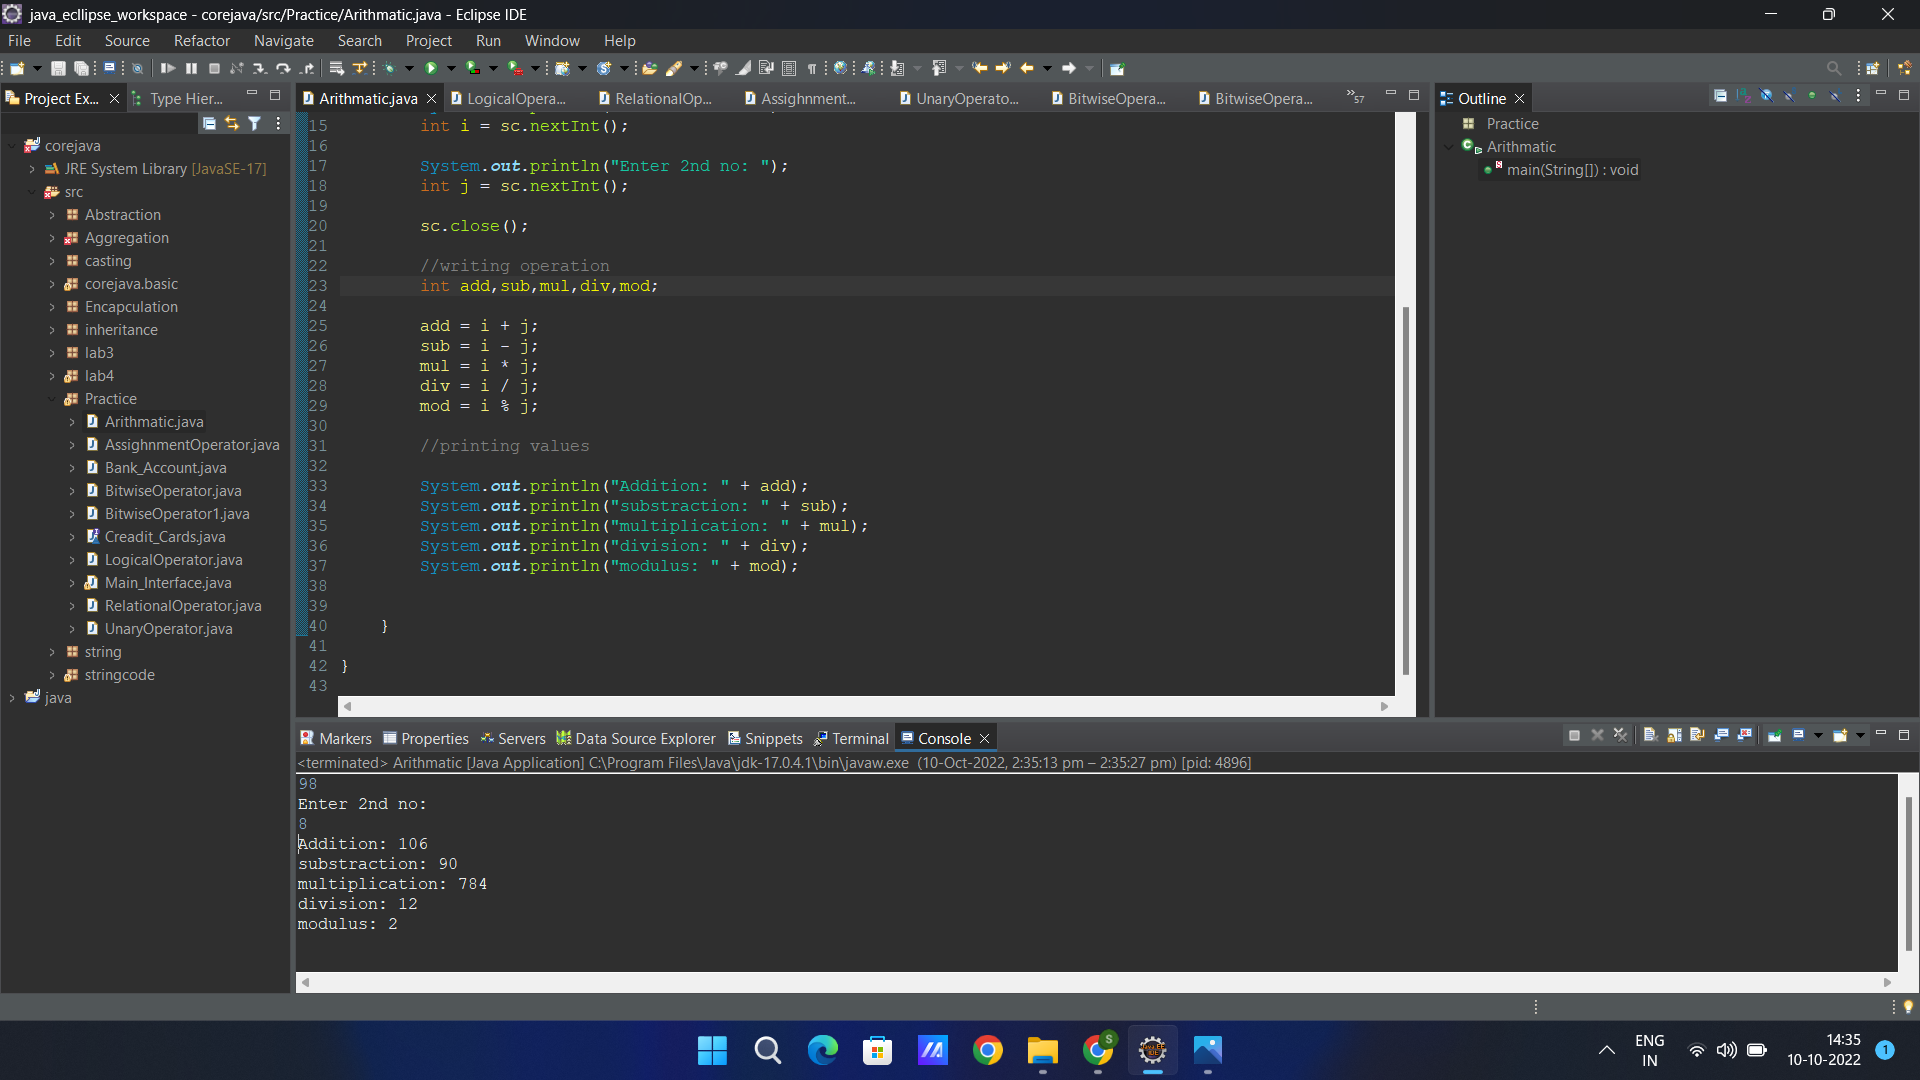 java_ecllipse_workspace - corejava/src/Practice/Arithmatic.java - Eclipse IDE
File Edit Source Refactor Navigate Search Project Run Window Help
Project Ex... Type Hier...
Arithmatic.java LogicalOpera... RelationalOp... Assighnment... UnaryOperato... BitwiseOpera... BitwiseOpera... »57
Outline
corejava
JRE System Library [JavaSE-17]
src
Abstraction
Aggregation
casting
corejava.basic
Encapculation
inheritance
lab3
lab4
Practice
Arithmatic.java
AssighnmentOperator.java
Bank_Account.java
BitwiseOperator.java
BitwiseOperator1.java
Creadit_Cards.java
LogicalOperator.java
Main_Interface.java
RelationalOperator.java
UnaryOperator.java
string
stringcode
java
15 int i = sc.nextInt();
16
17 System.out.println("Enter 2nd no: ");
18 int j = sc.nextInt();
19
20 sc.close();
21
22 //writing operation
23 int add,sub,mul,div,mod;
24
25 add = i + j;
26 sub = i - j;
27 mul = i * j;
28 div = i / j;
29 mod = i % j;
30
31 //printing values
32
33 System.out.println("Addition: " + add);
34 System.out.println("substraction: " + sub);
35 System.out.println("multiplication: " + mul);
36 System.out.println("division: " + div);
37 System.out.println("modulus: " + mod);
38
39
40 }
41
42 }
43
Practice
Arithmatic
main(String[]) : void
Markers Properties Servers Data Source Explorer Snippets Terminal Console
<terminated> Arithmatic [Java Application] C:\Program Files\Java\jdk-17.0.4.1\bin\javaw.exe (10-Oct-2022, 2:35:13 pm – 2:35:27 pm) [pid: 4896]
98
Enter 2nd no:
8
Addition: 106
substraction: 90
multiplication: 784
division: 12
modulus: 2
ENG
IN
14:35
10-10-2022
1